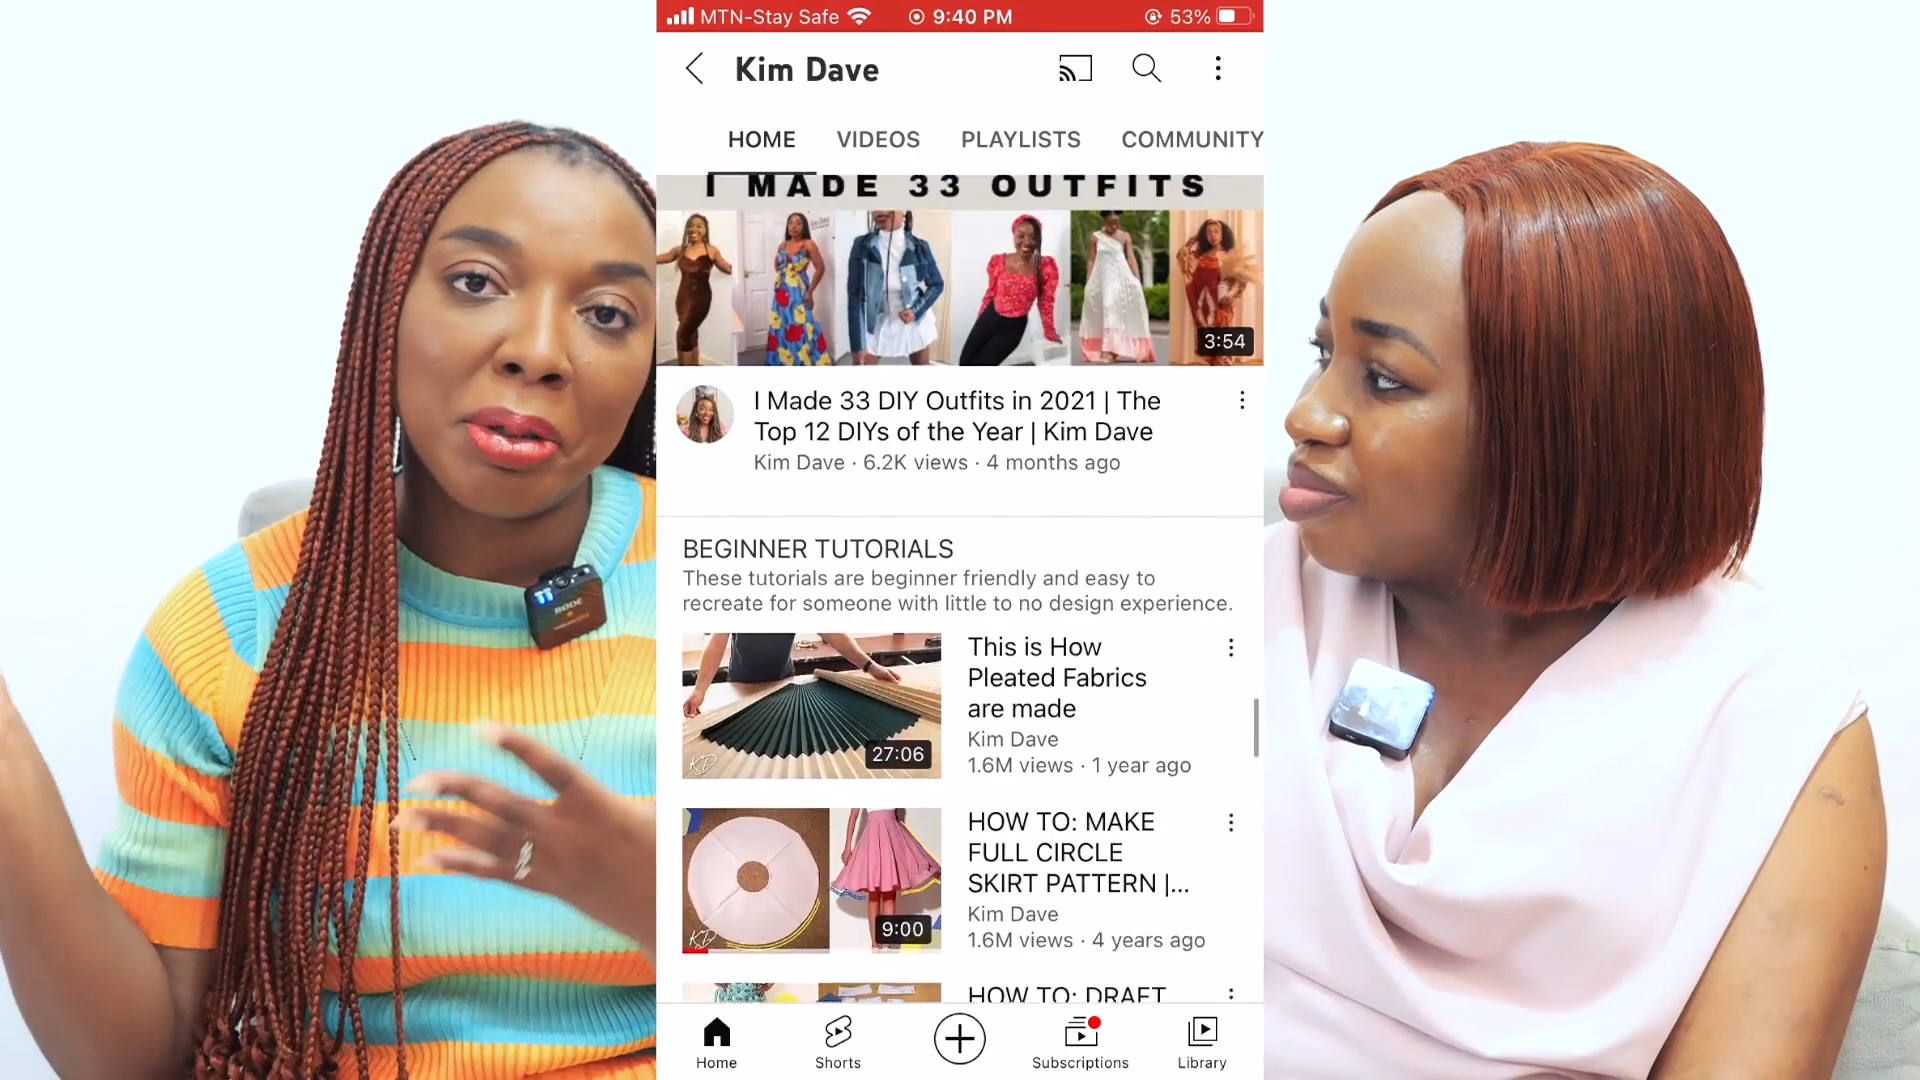 MTN-Stay Safe 9:40 PM 53%
Kim Dave
HOME VIDEOS PLAYLISTS COMMUNITY
I MADE 33 OUTFITS
3:54
I Made 33 DIY Outfits in 2021 | The
Top 12 DIYs of the Year | Kim Dave
Kim Dave · 6.2K views · 4 months ago
BEGINNER TUTORIALS
These tutorials are beginner friendly and easy to
recreate for someone with little to no design experience.
27:06
KD
This is How
Pleated Fabrics
are made
Kim Dave
1.6M views · 1 year ago
9:00
KD
HOW TO: MAKE
FULL CIRCLE
SKIRT PATTERN |...
Kim Dave
1.6M views · 4 years ago
HOW TO: DRAFT
Home Shorts Subscriptions Library
RØDE